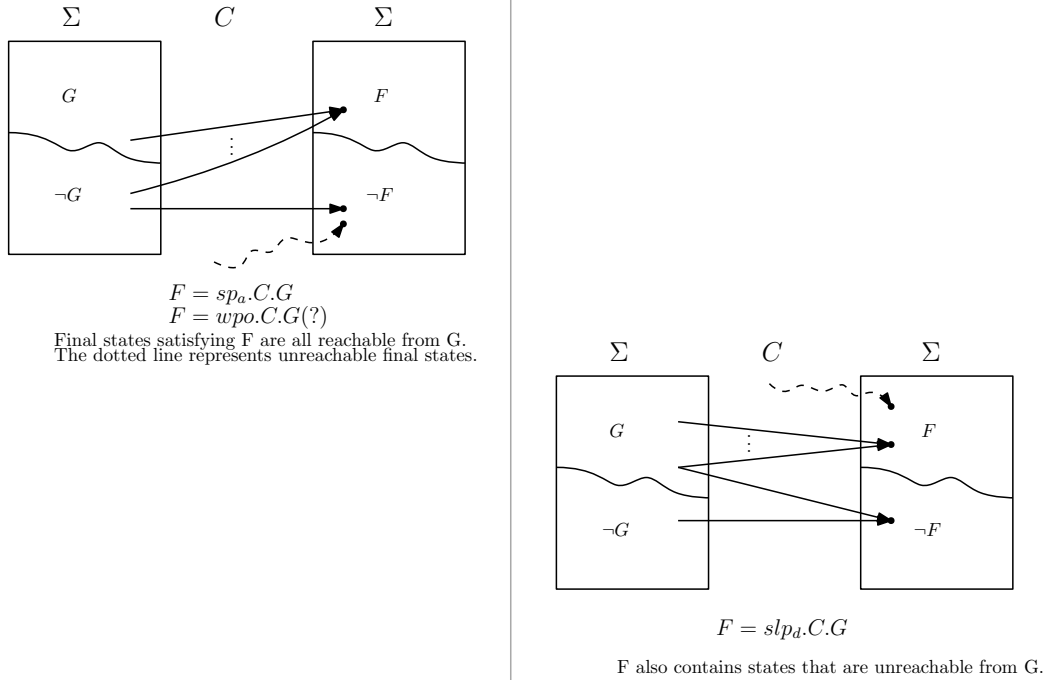 Σ C Σ
G F
⋮
¬G ¬F
F = sp_a.C.G
F = wpo.C.G(?)
Final states satisfying F are all reachable from G.
The dotted line represents unreachable final states.
Σ C Σ
G F
⋮
¬G ¬F
F = slp_d.C.G
F also contains states that are unreachable from G.